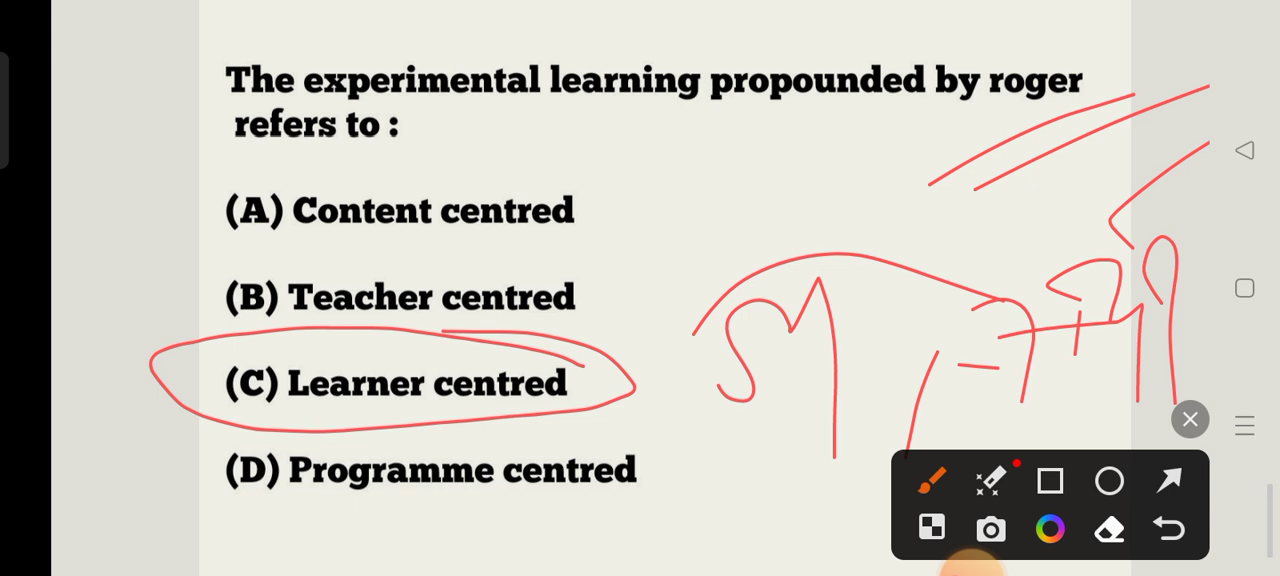 The experimental learning propounded by roger
refers to :
(A) Content centred
(B) Teacher centred
(C) Learner centred
(D) Programme centred